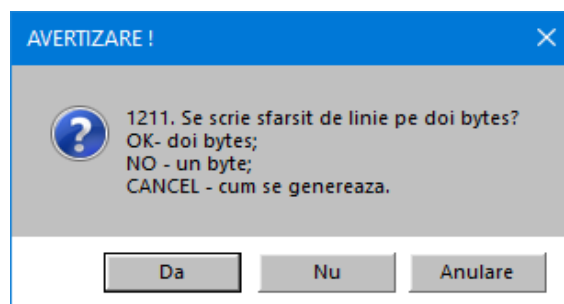 AVERTIZARE !
1211. Se scrie sfarsit de linie pe doi bytes?
OK- doi bytes;
NO - un byte;
CANCEL - cum se genereaza.
Da
Nu
Anulare